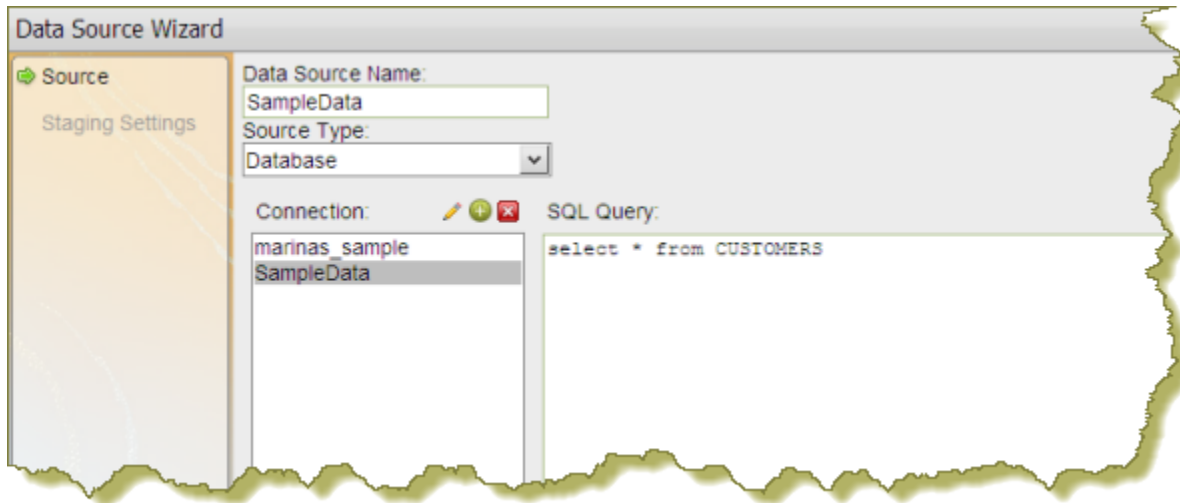 Data Source Wizard
Source
Staging Settings
Data Source Name:
SampleData
Source Type:
Database
Connection:
marinas_sample
SampleData
SQL Query:
select * from CUSTOMERS